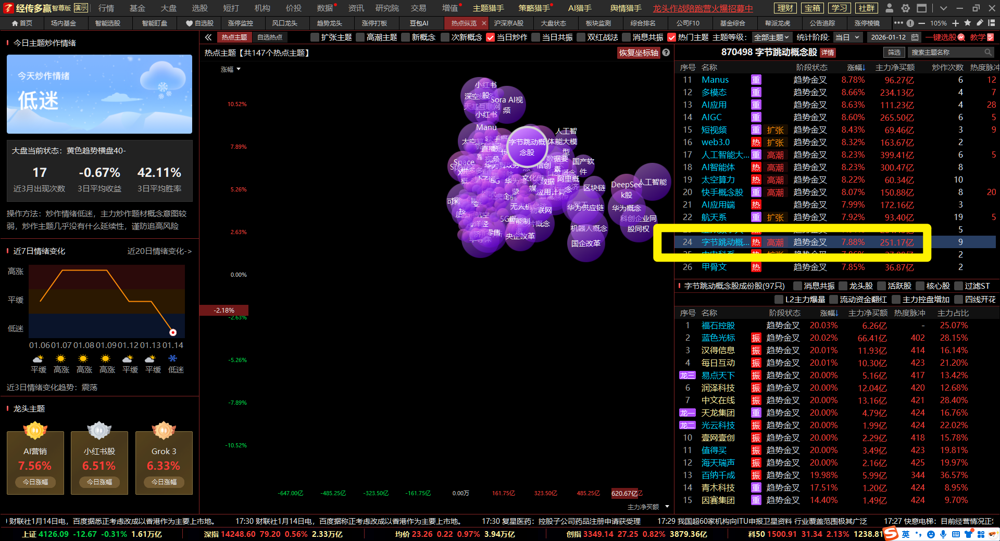 经传多赢 智尊版 演示 行情 基金 大盘 选股 短打 机构 价投 数据 资讯 研究院 交易 增值 主题猎手 策略猎手 AI猎手 舆情猎手 龙头作战陪跑营火爆招募中 理财 宝箱 学习 社群
首页 场内基金 智能选股 智能盯盘 自选股 涨停监控 风口龙头 趋势龙头 涨停打板 豆包AI 热点纵览 沪深京A股 大盘状态 板块监测 综合排名 公司F10 基金综合 帮派龙虎 公告追踪 涨停棱镜 105%
今日主题炒作情绪
今天炒作情绪
低迷
大盘当前状态：黄色趋势横盘40-
17 -0.67% 42.11%
近3月出现次数 3日平均收益 3日平均胜率
操作方法：炒作情绪低迷，主力炒作题材概念意图较
弱，炒作主题几乎没有什么延续性，谨防追高风险
近7日情绪变化 近20日情绪变化->
高涨
平缓
低迷
01.06 01.07 01.08 01.09 01.12 01.13 01.14
平缓 高涨 高涨 高涨 平缓 平缓 低迷
近3日情绪变化趋势：震荡
龙头主题
AI营销 小红书股 Grok 3
7.56% 6.51% 6.33%
今日涨幅 今日涨幅 今日涨幅
热点主题 自选热点 扩张主题 高潮主题 新概念 次新概念 当日炒作 当日共振 双红战法 消息共振 热门主题 主题等级： 全部主题 统计阶段： 当日 2026-01-12 一键选股 教学
热点主题【共147个热点主题】 恢复坐标轴
涨幅
10.52%
7.89%
5.26%
2.63%
0.00%
-2.18%
-2.63%
-5.26%
-7.89%
-10.52%
小红书
股
Sora AI视
频
天基互联网
小红书
Manu
字节跳动概
念股
人工智
能大模
型
数据要
素
国产软
件
信创
Space
阿里概
区块链
DeepSee
k股
人工智能
华为供应链
华为概念
科创企业同
股同权
物联网
无人机
机器人概念
国企改革
央企改革
智能制
造
零售
-647.00亿 -485.25亿 -323.50亿 -161.75亿 0.00万 161.75亿 323.50亿 485.25亿 620.67亿
主力净买额
870498 字节跳动概念股 详情 筛选 搜索主题名称
序号 名称 阶段状态 涨幅↓ 主力净买额 炒作次数 热度脉冲
11 Manus 重 趋势金叉 8.78% 96.27亿 6 12
12 多模态 重 趋势金叉 8.66% 234.13亿 4 7
13 AI应用 重 趋势金叉 8.63% 111.23亿 4 28
14 AIGC 重 趋势金叉 8.60% 265.50亿 6 5
15 短视频 重 扩张 趋势金叉 8.43% 69.46亿 3 9
16 web3.0 热 扩张 趋势金叉 8.32% 163.67亿 2
17 人工智能大... 重 高潮 趋势金叉 8.23% 399.41亿 6 5
18 AI智能体 热 高潮 趋势金叉 8.23% 300.47亿 8
19 太空算力 热 高潮 趋势金叉 8.22% 60.34亿 10
20 快手概念股 重 高潮 趋势金叉 8.07% 150.88亿 8 20
21 AI应用端 热 趋势金叉 7.99% 172.16亿 3
22 航天系 重 扩张 趋势金叉 7.92% 93.40亿 19 5
5
24 字节跳动概... 热 高潮 趋势金叉 7.88% 251.17亿 9
2
26 甲骨文 热 趋势金叉 7.85% 36.87亿 2
字节跳动概念股成份股(97只) 消息共振 龙头股 活跃股 核心股 过滤ST
L2主力爆量 流动资金翻红 主力控盘增加 四线开花
序号 名称 阶段状态 涨幅↓ 主力净买额 热度脉冲 主力占比
1 福石控股 趋势金叉 20.03% 6.26亿 - 25.07%
2 蓝色光标 振 趋势金叉 20.02% 66.41亿 402 28.15%
3 汉得信息 振 趋势金叉 20.01% 11.93亿 414 16.14%
4 每日互动 振 趋势金叉 20.01% 10.30亿 423 21.20%
龙三 易点天下 振 趋势金叉 20.00% 5.16亿 417 13.42%
6 润泽科技 振 趋势金叉 20.00% 12.04亿 420 12.68%
7 中文在线 振 趋势金叉 20.00% 13.16亿 421 28.40%
龙一 天龙集团 重 趋势金叉 20.00% 4.79亿 424 16.76%
龙二 光云科技 振 趋势金叉 20.00% 1.99亿 424 22.02%
10 壹网壹创 振 趋势金叉 20.00% 2.29亿 418 15.78%
11 值得买 振 趋势金叉 20.00% 3.49亿 423 19.81%
12 海天瑞声 振 趋势金叉 20.00% 2.16亿 425 19.97%
13 百纳千成 振 趋势金叉 19.98% 5.99亿 344 36.57%
14 青木科技 重 趋势金叉 17.51% 1.20亿 424 8.95%
15 因赛集团 重 趋势金叉 14.40% 1.49亿 424 9.70%
财联社1月14日电，百度据悉正考虑改成以香港作为主要上市地。 17:30 财联社1月14日电，百度据称正考虑改成以香港作为主要上市地。 17:30 复星医药：控股子公司药品注册申请获受理 17:29 我国超60家机构向ITU申报卫星资料 行业覆盖范围极其广泛 17:27 快意电梯：目前经营情况正常
上证 4126.09 -12.67 -0.31% 1.61万亿 深指 14248.60 79.20 0.56% 2.33万亿 均价 23.26 0.22 0.97% 3.94万亿 创指 3349.14 27.25 0.82% 3879.36亿 科50 1500.91 31.34 2.13% 1238.81 英